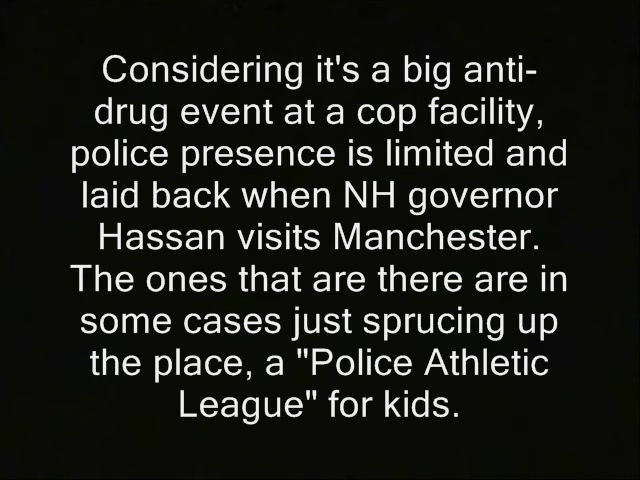 Considering it's a big anti-
drug event at a cop facility,
police presence is limited and
laid back when NH governor
Hassan visits Manchester.
The ones that are there are in
some cases just sprucing up
the place, a "Police Athletic
League" for kids.